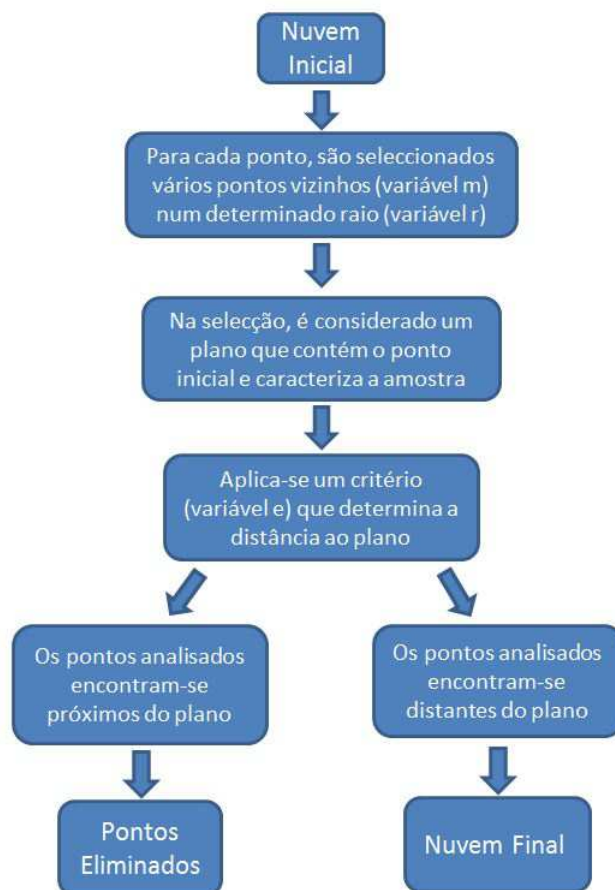 Nuvem
Inicial
Para cada ponto, são seleccionados
vários pontos vizinhos (variável m)
num determinado raio (variável r)
Na selecção, é considerado um
plano que contém o ponto
inicial e caracteriza a amostra
Aplica-se um critério
(variável e) que determina a
distância ao plano
Os pontos analisados
encontram-se
próximos do plano
Os pontos analisados
encontram-se
distantes do plano
Pontos
Eliminados
Nuvem Final